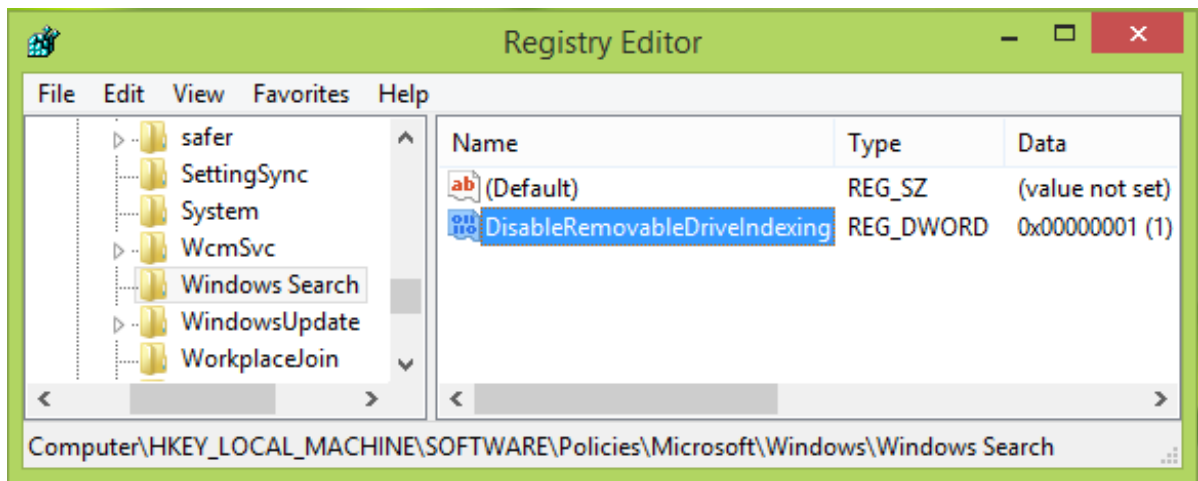 Registry Editor
File Edit View Favorites Help
safer
SettingSync
System
WcmSvc
Windows Search
WindowsUpdate
WorkplaceJoin
Name Type Data
(Default) REG_SZ (value not set)
DisableRemovableDriveIndexing REG_DWORD 0x00000001 (1)
Computer\HKEY_LOCAL_MACHINE\SOFTWARE\Policies\Microsoft\Windows\Windows Search